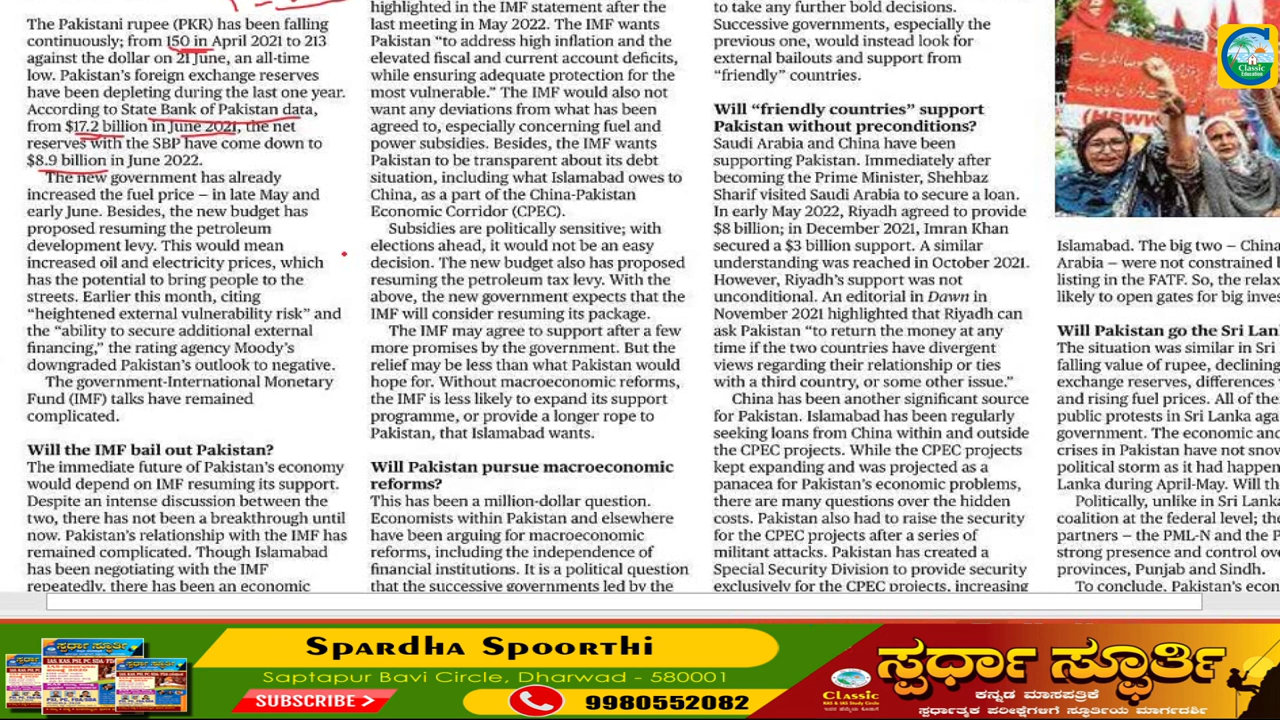 The Pakistani rupee (PKR) has been falling
continuously; from 150 in April 2021 to 213
against the dollar on 21 June, an all-time
low. Pakistan's foreign exchange reserves
have been depleting during the last one year.
According to State Bank of Pakistan data,
from $17.2 billion in June 2021, the net
reserves with the SBP have come down to
$8.9 billion in June 2022.
The new government has already
increased the fuel price – in late May and
early June. Besides, the new budget has
proposed resuming the petroleum
development levy. This would mean
increased oil and electricity prices, which
has the potential to bring people to the
streets. Earlier this month, citing
"heightened external vulnerability risk" and
the "ability to secure additional external
financing," the rating agency Moody's
downgraded Pakistan's outlook to negative.
The government-International Monetary
Fund (IMF) talks have remained
complicated.
Will the IMF bail out Pakistan?
The immediate future of Pakistan's economy
would depend on IMF resuming its support.
Despite an intense discussion between the
two, there has not been a breakthrough until
now. Pakistan's relationship with the IMF has
remained complicated. Though Islamabad
has been negotiating with the IMF
repeatedly, there has been an economic
highlighted in the IMF statement after the
last meeting in May 2022. The IMF wants
Pakistan "to address high inflation and the
elevated fiscal and current account deficits,
while ensuring adequate protection for the
most vulnerable." The IMF would also not
want any deviations from what has been
agreed to, especially concerning fuel and
power subsidies. Besides, the IMF wants
Pakistan to be transparent about its debt
situation, including what Islamabad owes to
China, as a part of the China-Pakistan
Economic Corridor (CPEC).
Subsidies are politically sensitive; with
elections ahead, it would not be an easy
decision. The new budget also has proposed
resuming the petroleum tax levy. With the
above, the new government expects that the
IMF will consider resuming its package.
The IMF may agree to support after a few
more promises by the government. But the
relief may be less than what Pakistan would
hope for. Without macroeconomic reforms,
the IMF is less likely to expand its support
programme, or provide a longer rope to
Pakistan, that Islamabad wants.
Will Pakistan pursue macroeconomic
reforms?
This has been a million-dollar question.
Economists within Pakistan and elsewhere
have been arguing for macroeconomic
reforms, including the independence of
financial institutions. It is a political question
that the successive governments led by the
to take any further bold decisions.
Successive governments, especially the
previous one, would instead look for
external bailouts and support from
"friendly" countries.
Will "friendly countries" support
Pakistan without preconditions?
Saudi Arabia and China have been
supporting Pakistan. Immediately after
becoming the Prime Minister, Shehbaz
Sharif visited Saudi Arabia to secure a loan.
In early May 2022, Riyadh agreed to provide
$8 billion; in December 2021, Imran Khan
secured a $3 billion support. A similar
understanding was reached in October 2021.
However, Riyadh's support was not
unconditional. An editorial in Dawn in
November 2021 highlighted that Riyadh can
ask Pakistan "to return the money at any
time if the two countries have divergent
views regarding their relationship or ties
with a third country, or some other issue."
China has been another significant source
for Pakistan. Islamabad has been regularly
seeking loans from China within and outside
the CPEC projects. While the CPEC projects
kept expanding and was projected as a
panacea for Pakistan's economic problems,
there are many questions over the hidden
costs. Pakistan also had to raise the security
for the CPEC projects after a series of
militant attacks. Pakistan has created a
Special Security Division to provide security
exclusively for the CPEC projects, increasing
Classic
Education
Islamabad. The big two – China
Arabia – were not constrained
listing in the FATF. So, the relax
likely to open gates for big inves
Will Pakistan go the Sri Lan
The situation was similar in Sri
falling value of rupee, declining
exchange reserves, differences
and rising fuel prices. All of the
public protests in Sri Lanka aga
government. The economic and
crises in Pakistan have not snow
political storm as it had happen
Lanka during April-May. Will th
Politically, unlike in Sri Lanka
coalition at the federal level; the
partners – the PML-N and the P
strong presence and control ov
provinces, Punjab and Sindh.
To conclude, Pakistan's econ
Spardha Spoorthi
Saptapur Bavi Circle, Dharwad - 580001
SUBSCRIBE
9980552082
Classic
KAS & IAS Study Circle
ಸ್ಪರ್ಧಾ ಸ್ಫೂರ್ತಿ
ಕನ್ನಡ ಮಾಸಪತ್ರಿಕೆ
ಸ್ಪರ್ಧಾತ್ಮಕ ಪರೀಕ್ಷೆಗಳಿಗೆ ಸ್ಫೂರ್ತಿಯ ಮಾರ್ಗದರ್ಶಿ